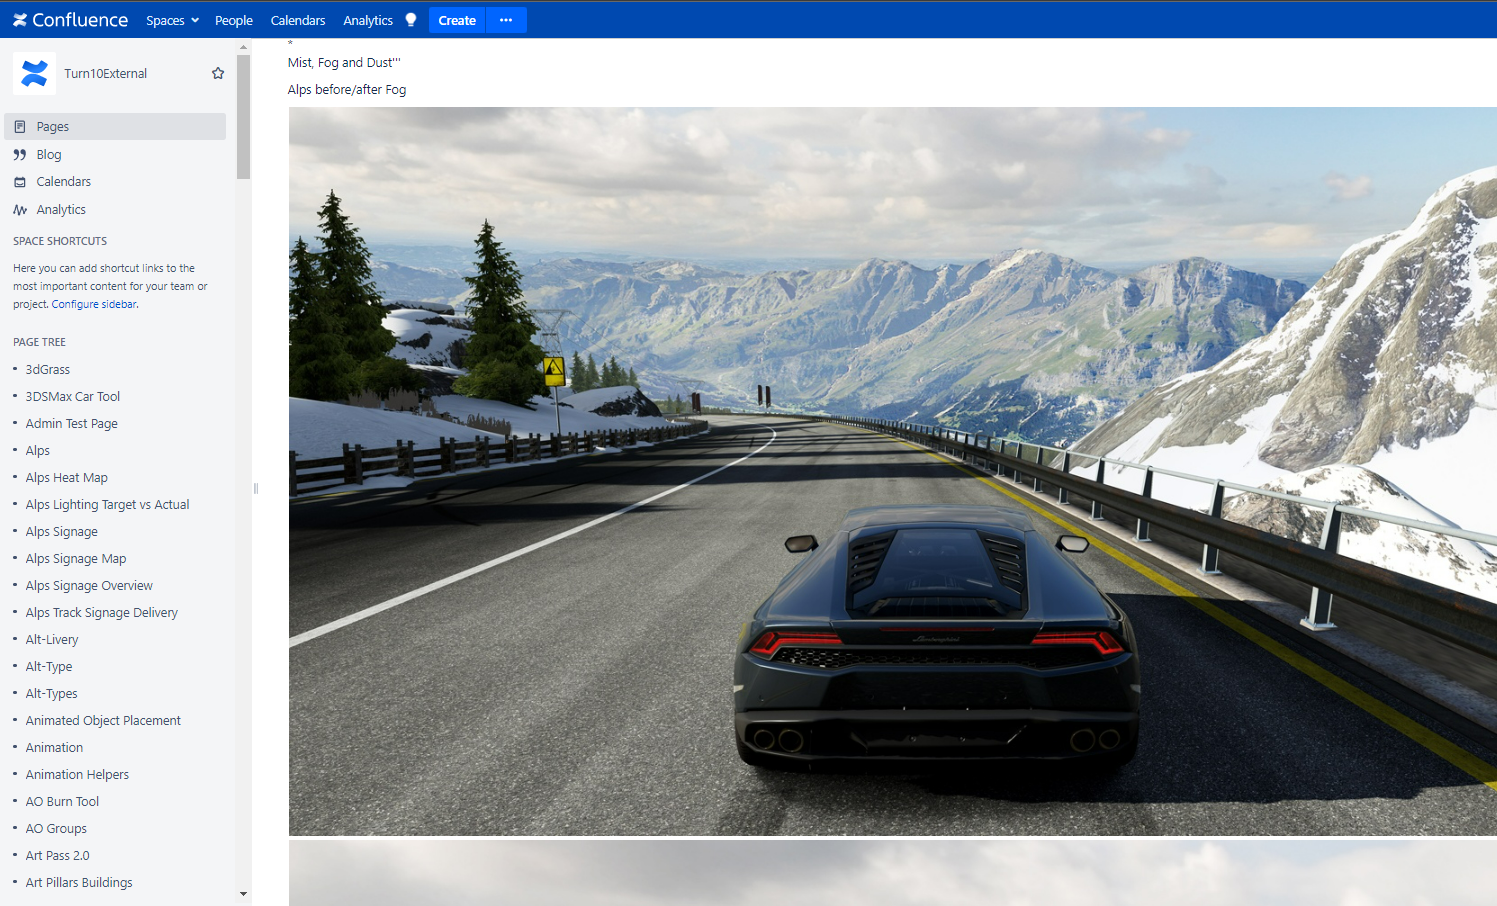 Confluence Spaces People Calendars Analytics Create
Turn10External
Pages
Blog
Calendars
Analytics
SPACE SHORTCUTS
Here you can add shortcut links to the
most important content for your team or
project. Configure sidebar.
PAGE TREE
3dGrass
3DSMax Car Tool
Admin Test Page
Alps
Alps Heat Map
Alps Lighting Target vs Actual
Alps Signage
Alps Signage Map
Alps Signage Overview
Alps Track Signage Delivery
Alt-Livery
Alt-Type
Alt-Types
Animated Object Placement
Animation
Animation Helpers
AO Burn Tool
AO Groups
Art Pass 2.0
Art Pillars Buildings
*
Mist, Fog and Dust'''
Alps before/after Fog
Lamborghini